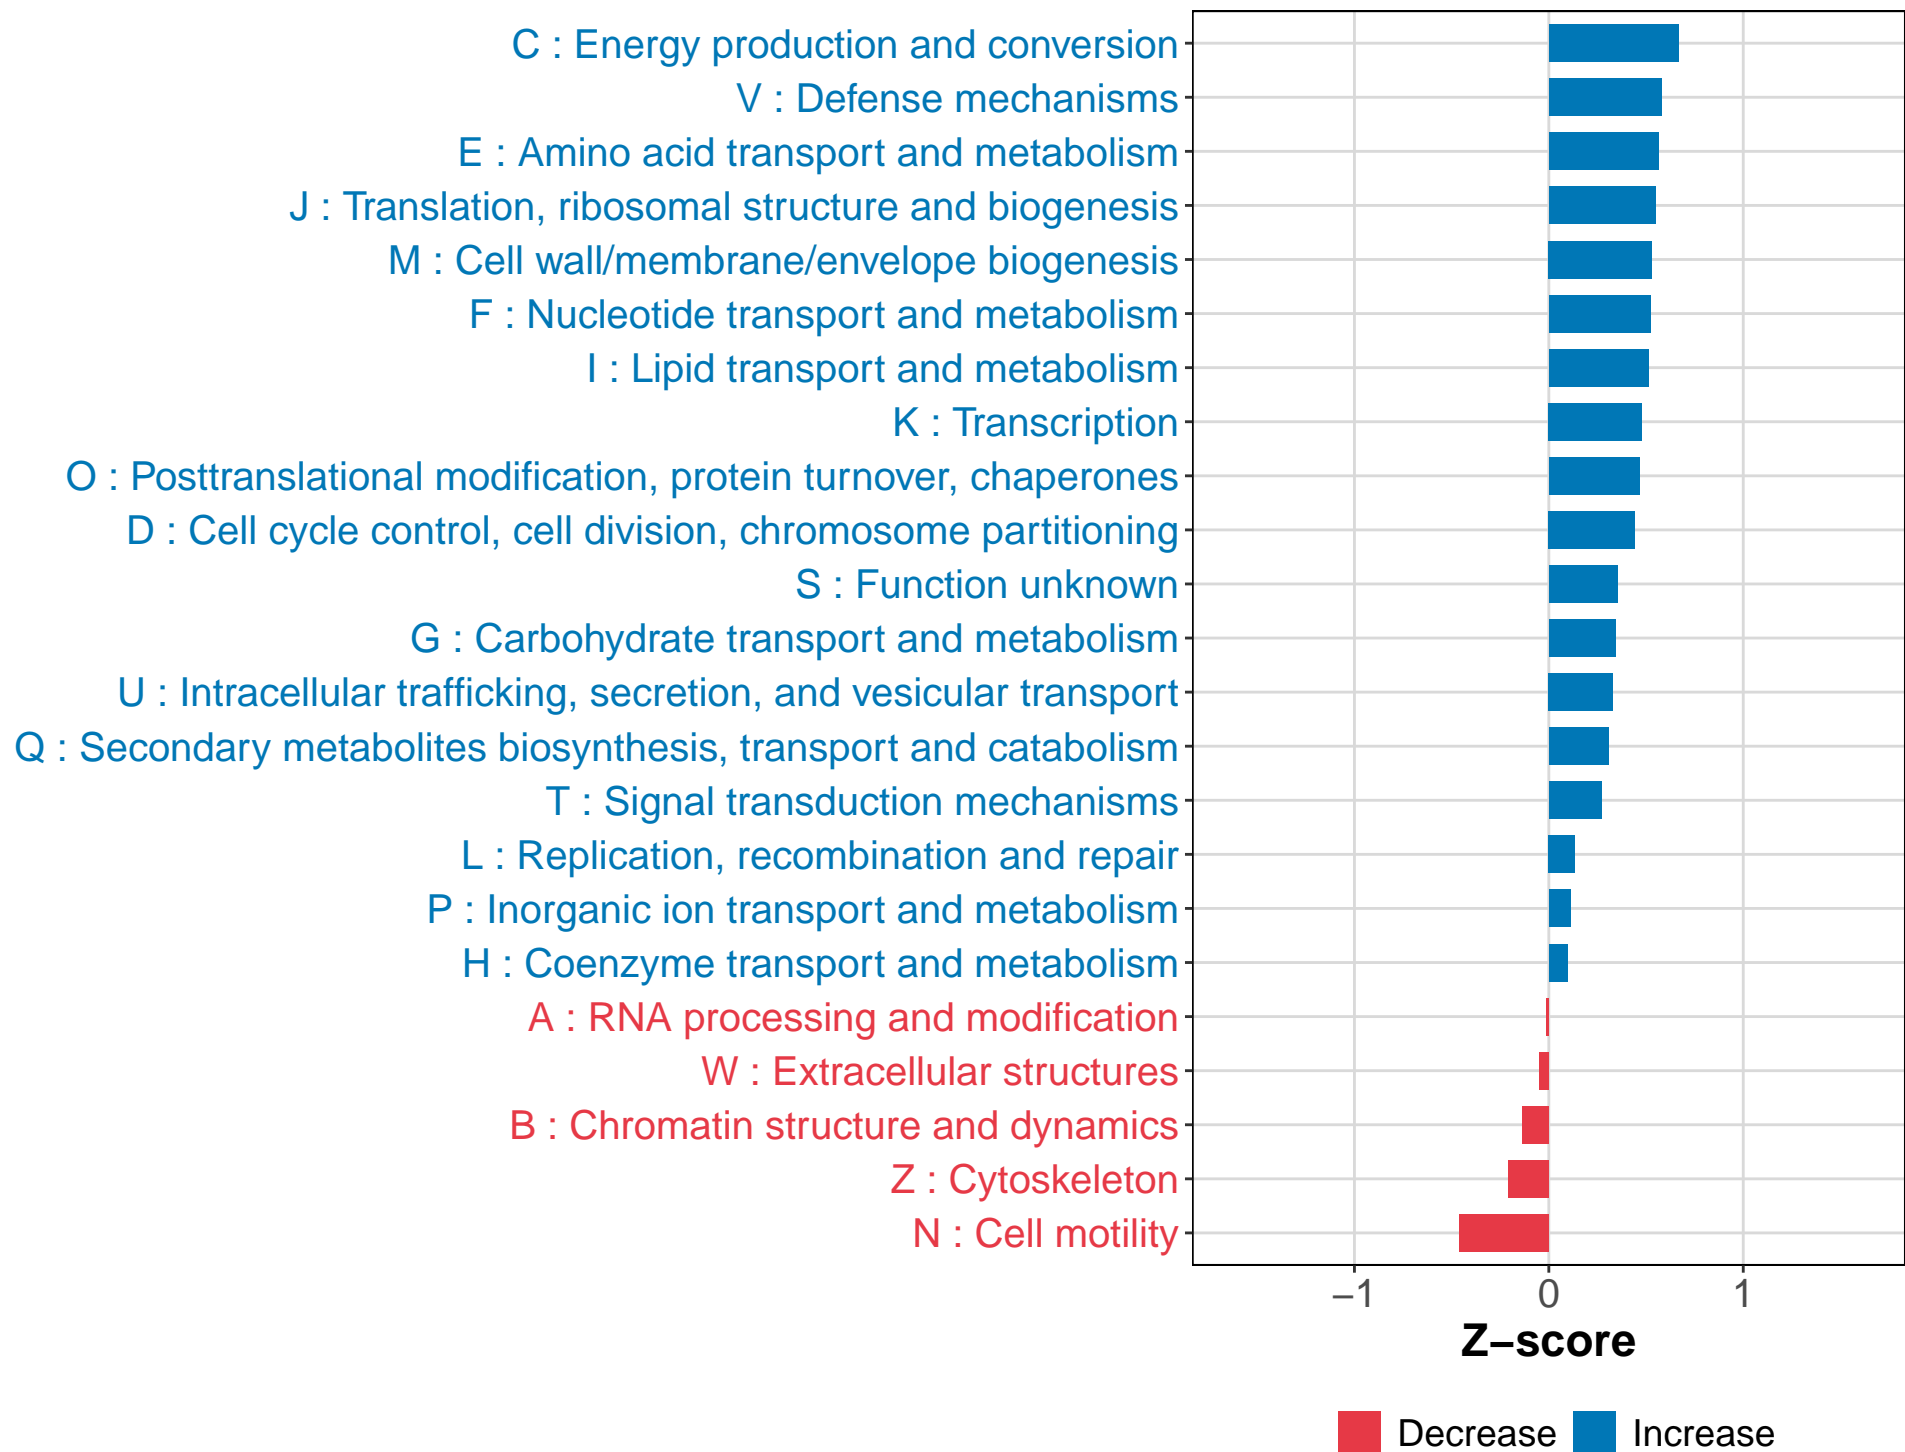 C : Energy production and conversion
V : Defense mechanisms
E : Amino acid transport and metabolism
J : Translation, ribosomal structure and biogenesis
M : Cell wall/membrane/envelope biogenesis
F : Nucleotide transport and metabolism
I : Lipid transport and metabolism
K : Transcription
O : Posttranslational modification, protein turnover, chaperones
D : Cell cycle control, cell division, chromosome partitioning
S : Function unknown
G : Carbohydrate transport and metabolism
U : Intracellular trafficking, secretion, and vesicular transport
Q : Secondary metabolites biosynthesis, transport and catabolism
T : Signal transduction mechanisms
L : Replication, recombination and repair
P : Inorganic ion transport and metabolism
H : Coenzyme transport and metabolism
A : RNA processing and modification
W : Extracellular structures
B : Chromatin structure and dynamics
Z : Cytoskeleton
N : Cell motility
−1 0 1
Z−score
Decrease Increase